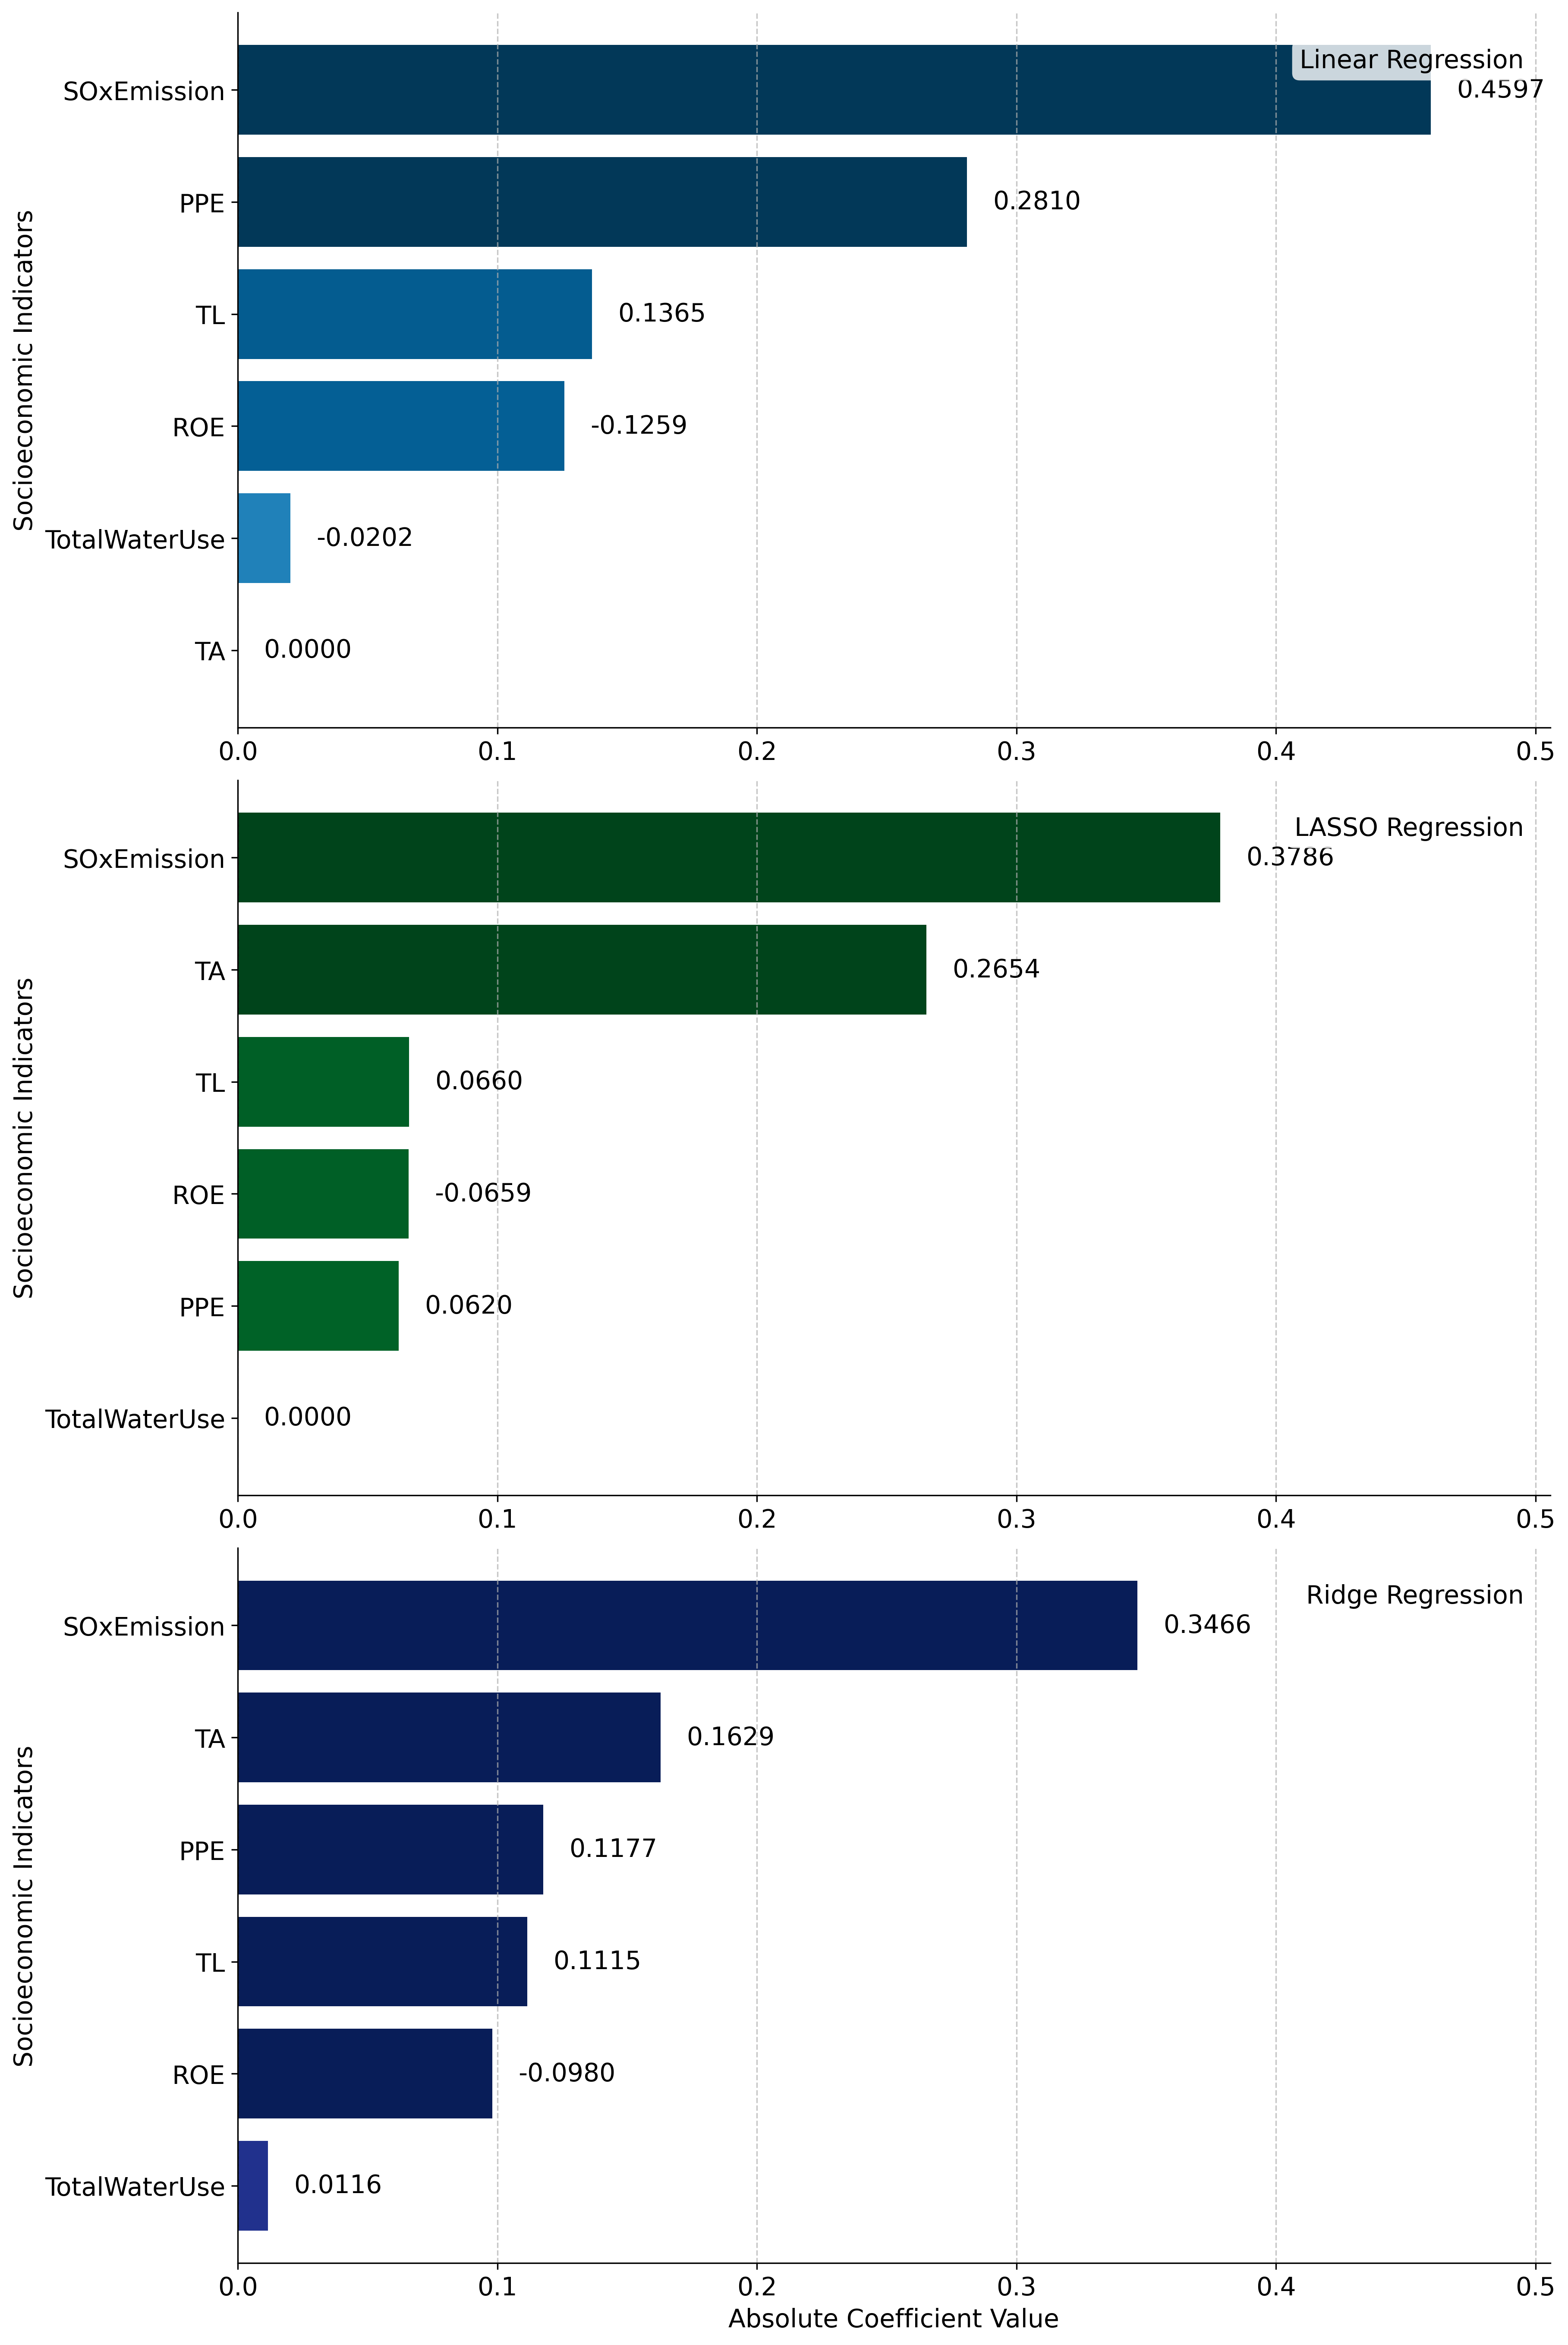 Linear Regression
Socioeconomic Indicators
SOxEmission
0.4597
PPE
0.2810
TL
0.1365
ROE
-0.1259
TotalWaterUse
-0.0202
TA
0.0000
0.0 0.1 0.2 0.3 0.4 0.5
LASSO Regression
Socioeconomic Indicators
SOxEmission
0.3786
TA
0.2654
TL
0.0660
ROE
-0.0659
PPE
0.0620
TotalWaterUse
0.0000
0.0 0.1 0.2 0.3 0.4 0.5
Ridge Regression
Socioeconomic Indicators
SOxEmission
0.3466
TA
0.1629
PPE
0.1177
TL
0.1115
ROE
-0.0980
TotalWaterUse
0.0116
0.0 0.1 0.2 0.3 0.4 0.5
Absolute Coefficient Value